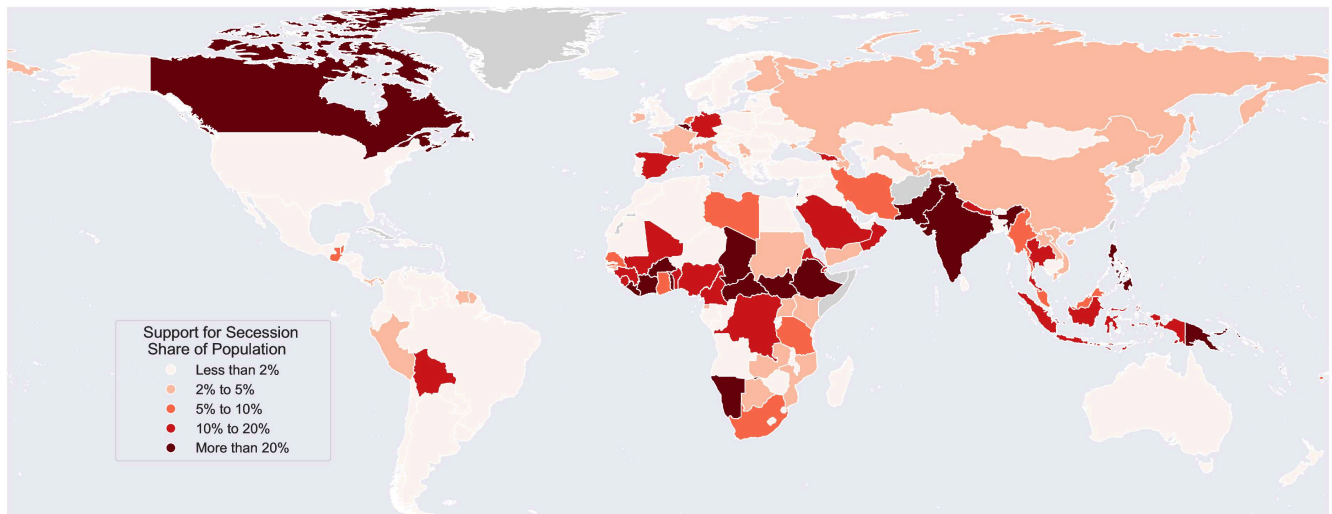 Support for Secession
Share of Population
Less than 2%
2% to 5%
5% to 10%
10% to 20%
More than 20%